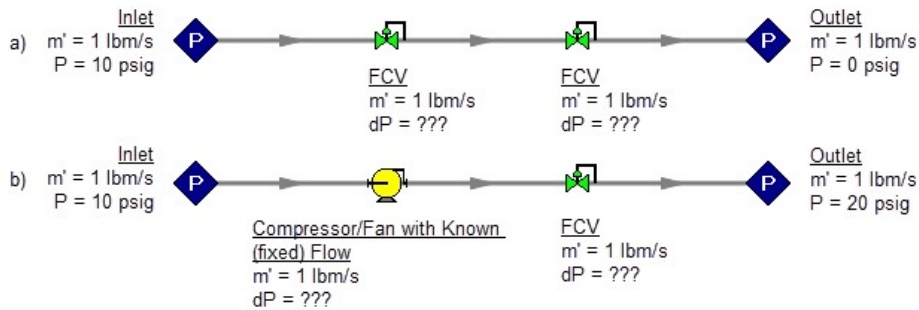 a)
Inlet
m' = 1 lbm/s
P = 10 psig
P
FCV
m' = 1 lbm/s
dP = ???
FCV
m' = 1 lbm/s
dP = ???
P
Outlet
m' = 1 lbm/s
P = 0 psig
b)
Inlet
m' = 1 lbm/s
P = 10 psig
P
Compressor/Fan with Known
(fixed) Flow
m' = 1 lbm/s
dP = ???
FCV
m' = 1 lbm/s
dP = ???
P
Outlet
m' = 1 lbm/s
P = 20 psig